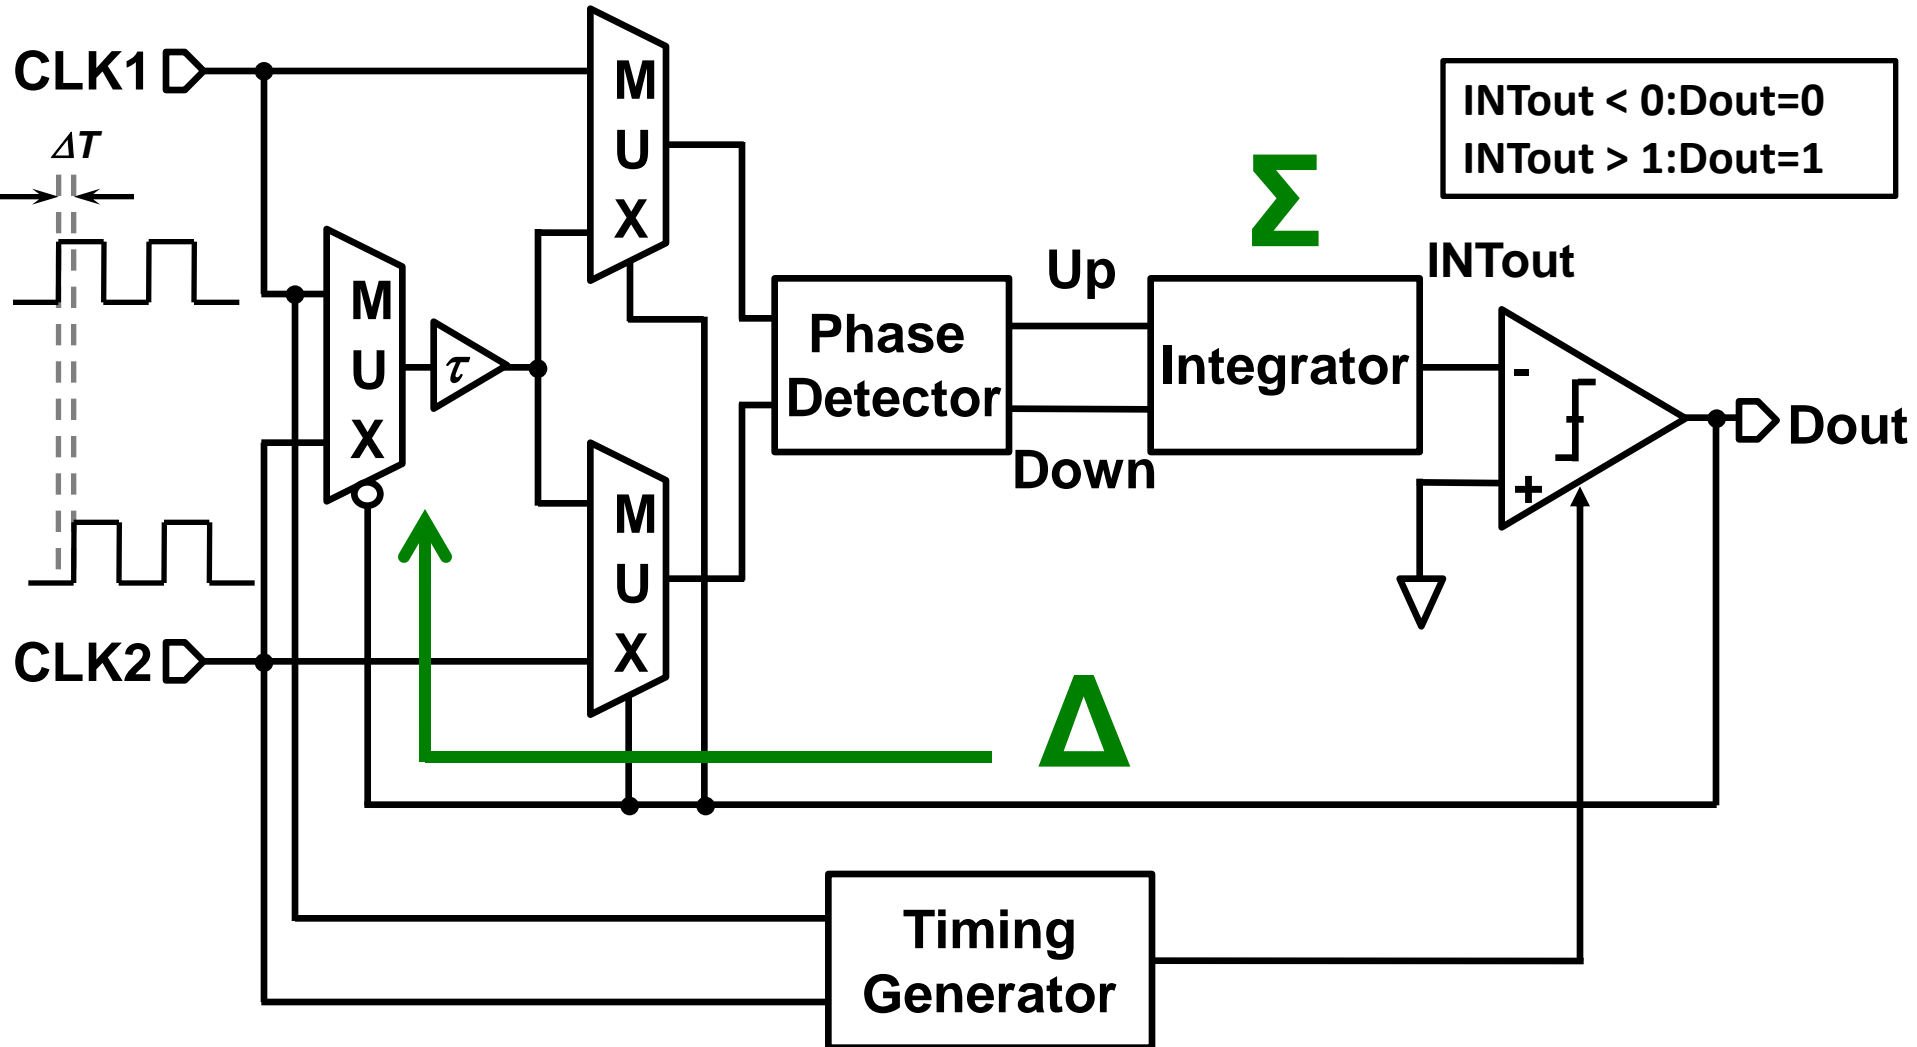 CLK1
ΔT
M
U
X
INTout < 0:Dout=0
INTout > 1:Dout=1
Σ
M
U
X
τ
Phase
Detector
Up
Down
Integrator
INTout
-
+
Dout
M
U
X
CLK2
Δ
Timing
Generator